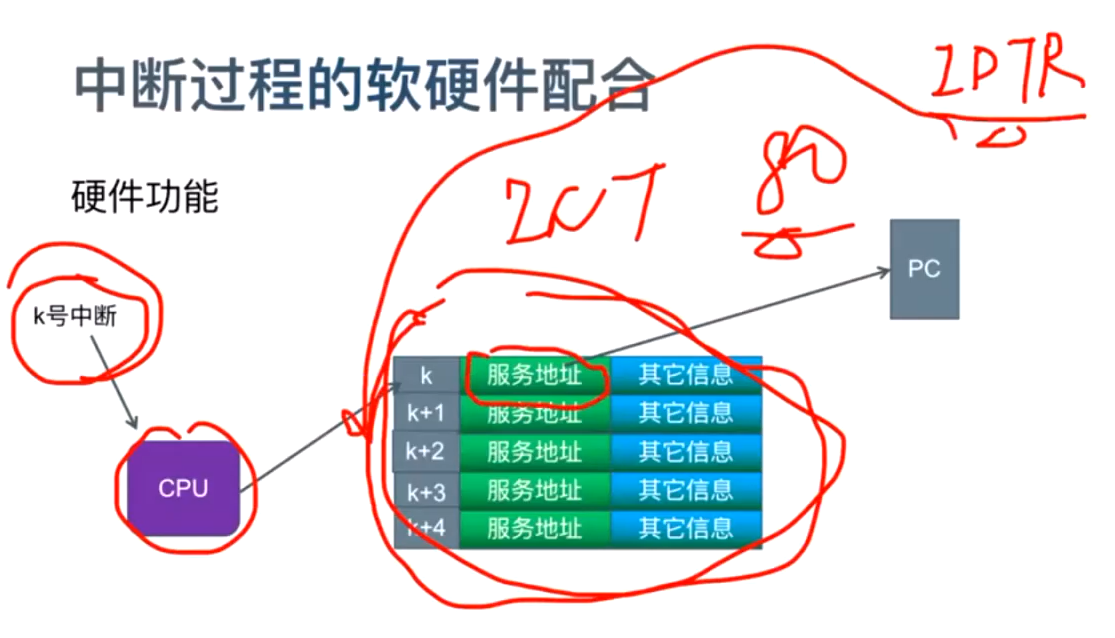 中断过程的软硬件配合
IDTR
INT 80
硬件功能
k号中断
PC
k 服务地址 其它信息
k+1 服务地址 其它信息
k+2 服务地址 其它信息
k+3 服务地址 其它信息
k+4 服务地址 其它信息
CPU